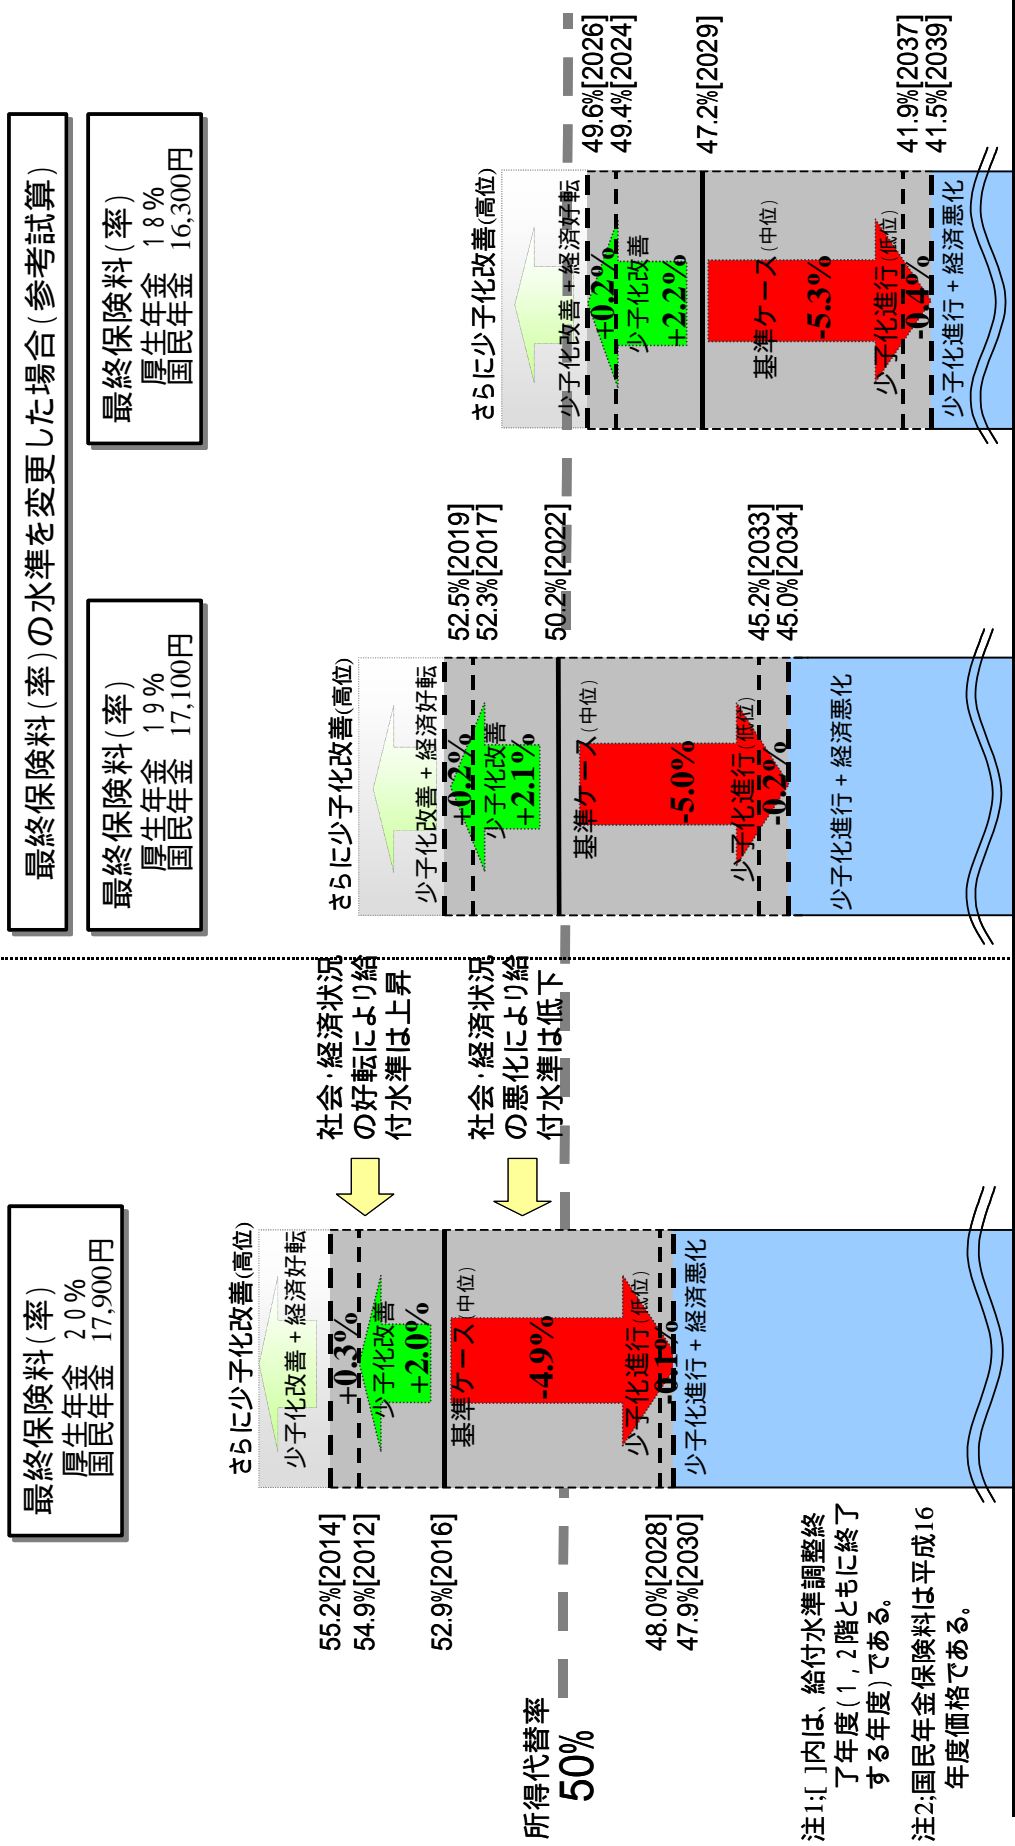 最終保険料(率)の水準を変更した場合(参考試算)
最終保険料(率)
厚生年金 20%
国民年金 17,900円
最終保険料(率)
厚生年金 19%
国民年金 17,100円
最終保険料(率)
厚生年金 18%
国民年金 16,300円
さらに少子化改善(高位)
少子化改善+経済好転
55.2%[2014]
+0.3%
54.9%[2012]
少子化改善
+2.0%
52.9%[2016]
基準ケース(中位)
-4.9%
少子化進行(低位)
48.0%[2028]
-0.1%
47.9%[2030]
少子化進行+経済悪化
社会・経済状況
の好転により給
付水準は上昇
社会・経済状況
の悪化により給
付水準は低下
さらに少子化改善(高位)
少子化改善+経済好転
52.5%[2019]
+0.2%
52.3%[2017]
少子化改善
+2.1%
50.2%[2022]
基準ケース(中位)
-5.0%
少子化進行(低位)
45.2%[2033]
-0.2%
45.0%[2034]
少子化進行+経済悪化
さらに少子化改善(高位)
少子化改善+経済好転
49.6%[2026]
+0.2%
49.4%[2024]
少子化改善
+2.2%
47.2%[2029]
基準ケース(中位)
-5.3%
少子化進行(低位)
41.9%[2037]
-0.4%
41.5%[2039]
少子化進行+経済悪化
所得代替率
50%
注1;[ ]内は、給付水準調整終
了年度(1,2階ともに終了
する年度)である。
注2;国民年金保険料は平成16
年度価格である。